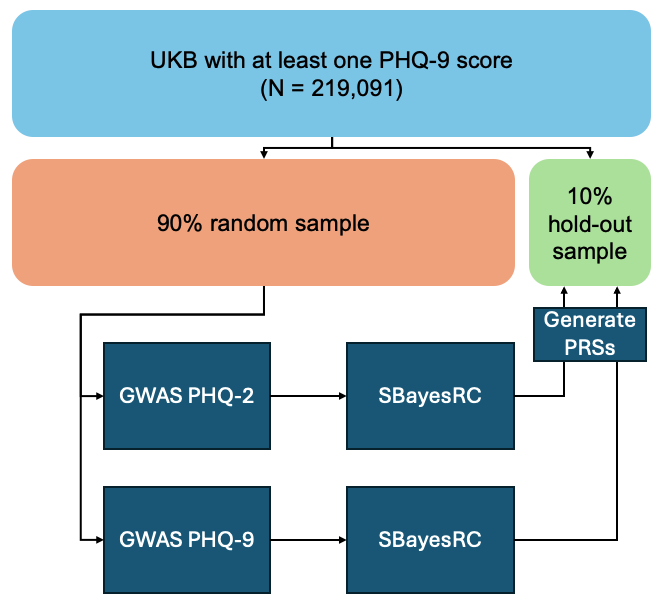 UKB with at least one PHQ-9 score
(N = 219,091)
90% random sample
10%
hold-out
sample
Generate
PRSs
GWAS PHQ-2
SBayesRC
GWAS PHQ-9
SBayesRC